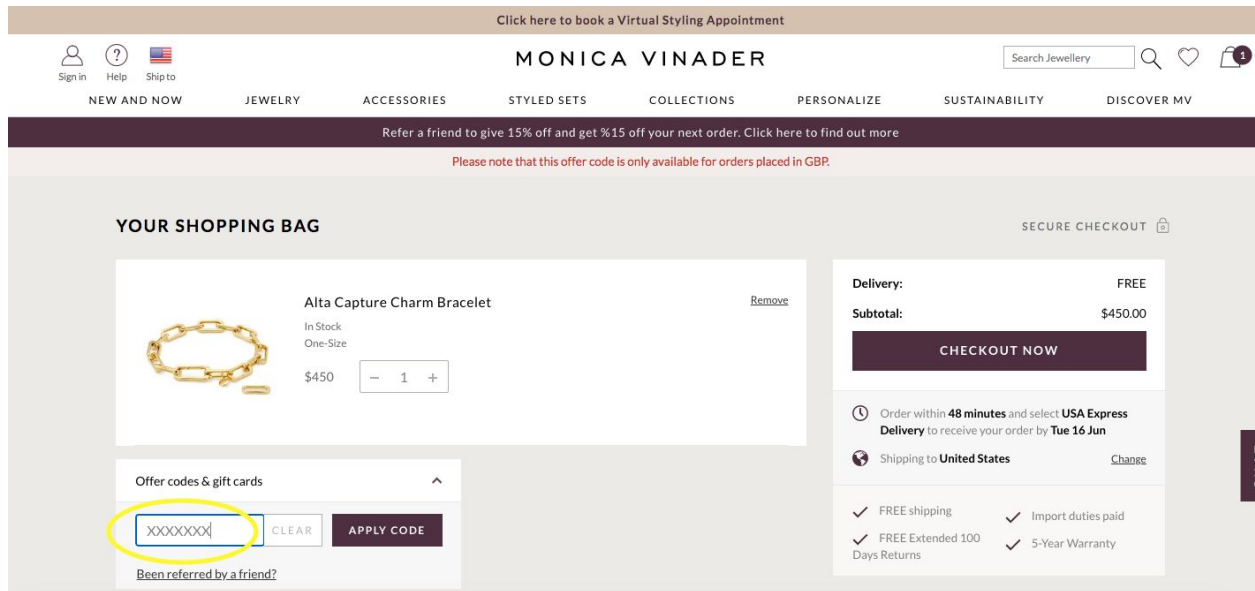 Click here to book a Virtual Styling Appointment
Sign in
Help
Ship to
MONICA VINADER
Search Jewellery
1
NEW AND NOW
JEWELRY
ACCESSORIES
STYLED SETS
COLLECTIONS
PERSONALIZE
SUSTAINABILITY
DISCOVER MV
Refer a friend to give 15% off and get %15 off your next order. Click here to find out more
Please note that this offer code is only available for orders placed in GBP.
YOUR SHOPPING BAG
SECURE CHECKOUT
Alta Capture Charm Bracelet
Remove
In Stock
One-Size
$450
− 1 +
Delivery:
FREE
Subtotal:
$450.00
CHECKOUT NOW
Order within 48 minutes and select USA Express
Delivery to receive your order by Tue 16 Jun
Shipping to United States
Change
FREE shipping
Import duties paid
FREE Extended 100
Days Returns
5-Year Warranty
Offer codes & gift cards
XXXXXXX
CLEAR
APPLY CODE
Been referred by a friend?